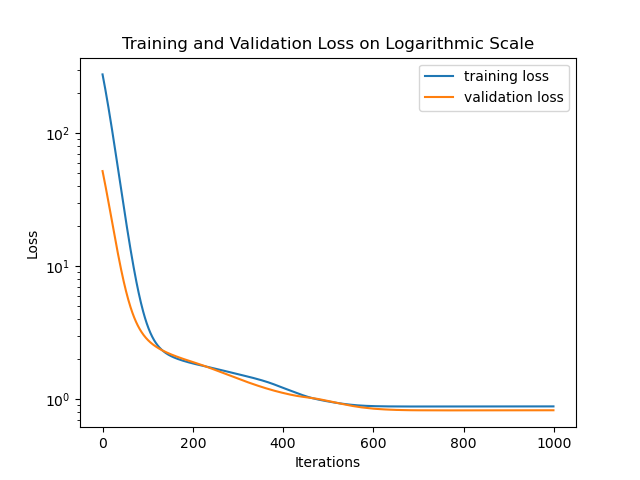 Training and Validation Loss on Logarithmic Scale
training loss
validation loss
10²
10¹
10⁰
Loss
0 200 400 600 800 1000
Iterations